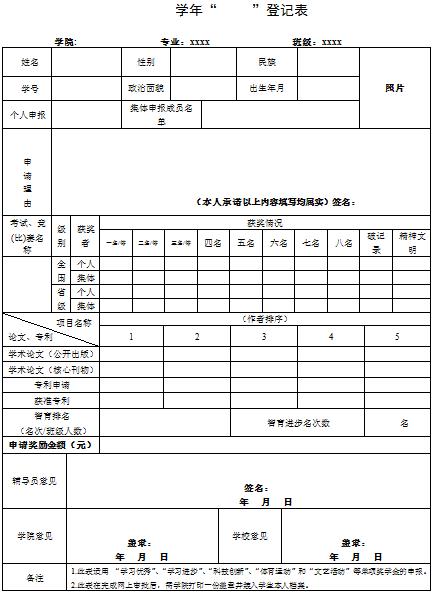 学年“ ”登记表
学院: 专业：xxxx 班级：xxxx
姓名 性别 民族
照片
学号 政治面貌 出生年月
个人申报 集体申报成员名单
申请理由
（本人承诺以上内容填写均属实）签名：
考试、竞(比)赛名称 级别 获奖者 获奖情况
一名/等 二名/等 三名/等 四名 五名 六名 七名 八名 破记录 精神文明
全国 个人
集体
省级 个人
集体
项目名称 （作者排序）
论文、专利 1 2 3 4 5
学术论文（公开出版）
学术论文（核心刊物）
专利申请
获准专利
智育排名
（名次/班级人数） 智育进步名次数 名
申请奖励金额（元）
辅导员意见
签名：
年 月 日
学院意见 学校意见
盖章： 盖章：
年 月 日 年 月 日
备注
1.此表适用 “学习优秀”、“学习进步”、“科技创新”、“体育运动”和“文艺活动”等单项奖学金的申报。
2.此表在完成网上审批后，需学院打印一份盖章并装入学生本人档案。